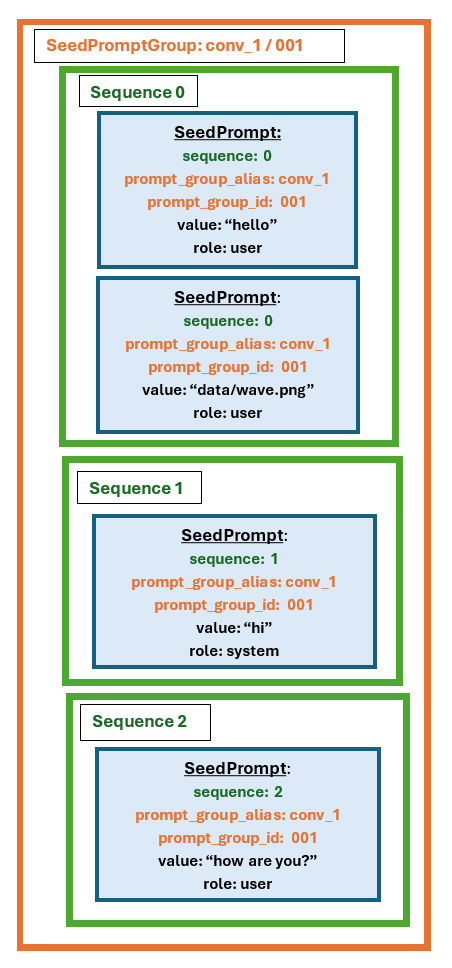 SeedPromptGroup: conv_1 / 001
Sequence 0
SeedPrompt:
sequence: 0
prompt_group_alias: conv_1
prompt_group_id: 001
value: “hello”
role: user
SeedPrompt:
sequence: 0
prompt_group_alias: conv_1
prompt_group_id: 001
value: “data/wave.png”
role: user
Sequence 1
SeedPrompt:
sequence: 1
prompt_group_alias: conv_1
prompt_group_id: 001
value: “hi”
role: system
Sequence 2
SeedPrompt:
sequence: 2
prompt_group_alias: conv_1
prompt_group_id: 001
value: “how are you?”
role: user